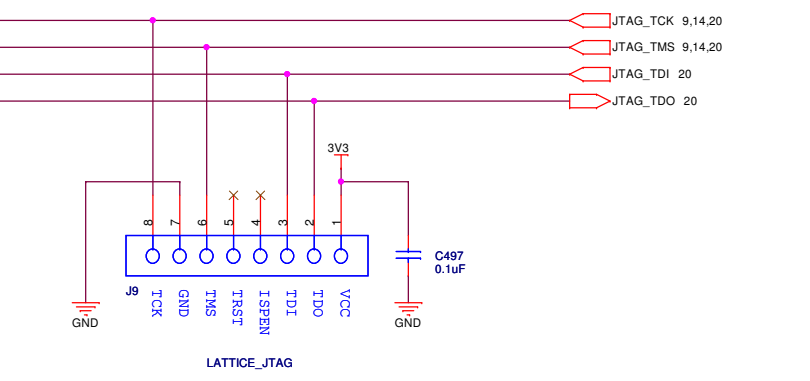 JTAG_TCK 9,14,20
JTAG_TMS 9,14,20
JTAG_TDI 20
JTAG_TDO 20
3V3
8
7
6
5
4
3
2
1
C497
0.1uF
J9
TCK
GND
TMS
TRST
ISPEN
TDI
TDO
VCC
GND
GND
LATTICE_JTAG